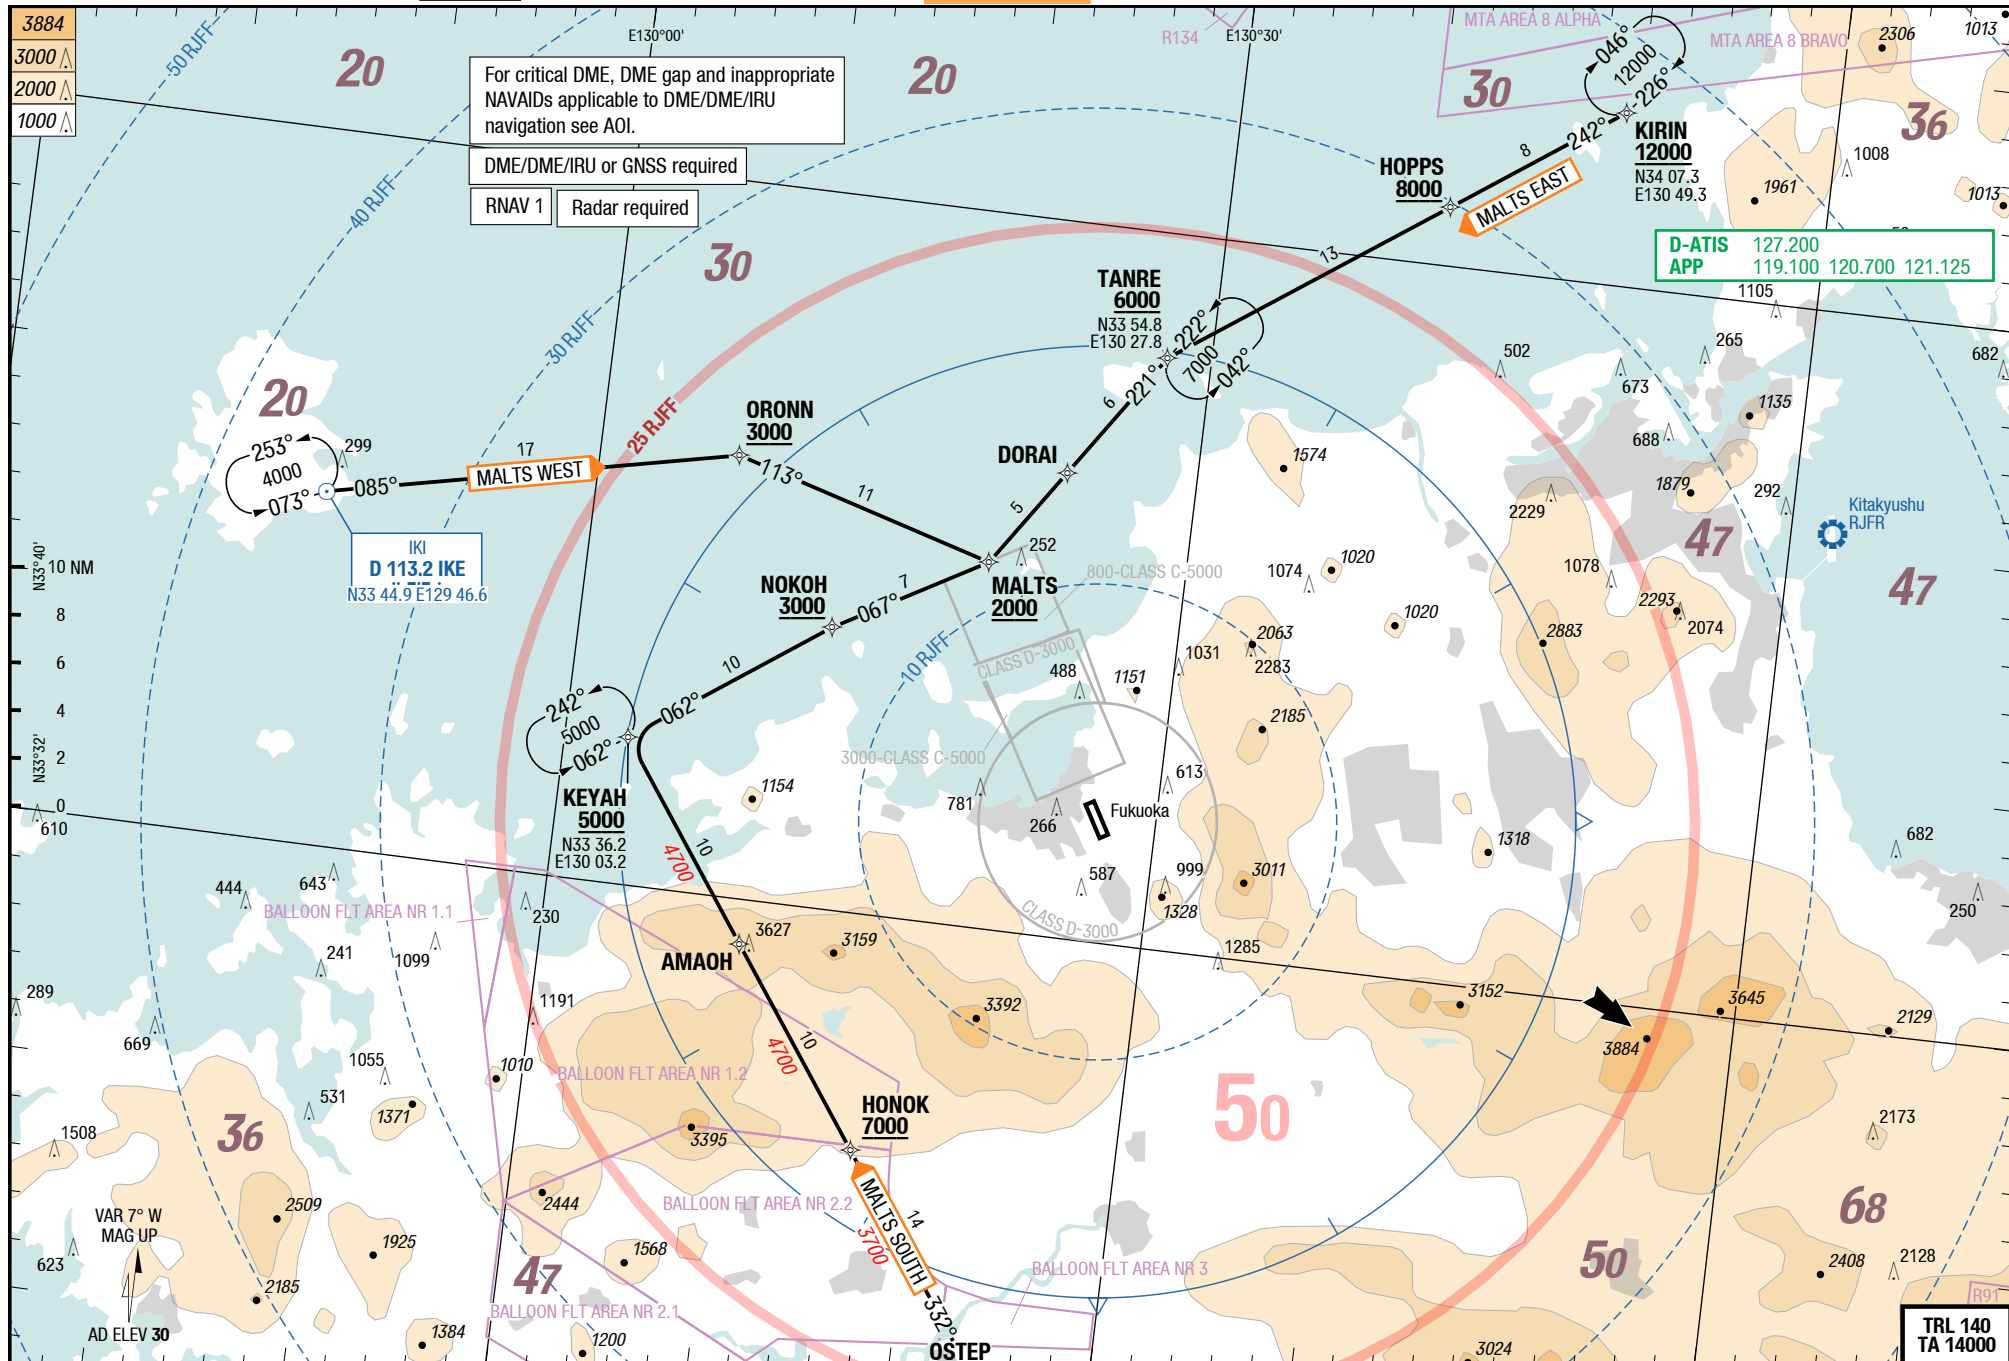 3884
3000
2000
1000
50 RJFF
20
E130°00'
20
R134
E130°30'
MTA AREA 8 ALPHA
MTA AREA 8 BRAVO
2306
1013
For critical DME, DME gap and inappropriate
NAVAIDs applicable to DME/DME/IRU
navigation see AOI.
DME/DME/IRU or GNSS required
RNAV 1
Radar required
30
046°
12000
226°
36
242°
8
KIRIN
12000
N34 07.3
E130 49.3
HOPPS
8000
MALTS EAST
1008
1961
1013
40 RJFF
30
13
D-ATIS 127.200
APP 119.100 120.700 121.125
1105
TANRE
6000
N33 54.8
E130 27.8
222°
7000
042°
221°
6
30 RJFF
502
673
265
682
20
25 RJFF
ORONN
3000
299
253°
4000
073°
085°
17
MALTS WEST
113°
11
DORAI
5
1574
1135
688
1879
292
2229
47
Kitakyushu
RJFR
IKI
D 113.2 IKE
N33 44.9 E129 46.6
N33°40'
10 NM
8
6
4
2
0
N33°32'
NOKOH
3000
067°
7
MALTS
2000
252
800-CLASS C-5000
1074
1020
1078
2293
2074
47
1020
2883
10
10 RJFF
CLASS D-3000
488
1151
1031
2063
2283
2185
062°
242°
5000
062°
3000-CLASS C-5000
KEYAH
5000
N33 36.2
E130 03.2
1154
781
266
613
Fukuoka
610
10
4700
1318
682
444
643
230
BALLOON FLT AREA NR 1.1
587
999
1328
3011
CLASS D-3000
250
1099
241
3627
3159
AMAOH
1285
289
669
1191
3392
3152
3645
3884
2129
1055
1010
10
4700
BALLOON FLT AREA NR 1.2
531
1371
1508
36
HONOK
7000
50
2173
3395
2444
BALLOON FLT AREA NR 2.2
MALTS SOUTH
14
3700
68
2509
VAR 7° W
MAG UP
1925
1568
623
47
50
2408
2128
2185
BALLOON FLT AREA NR 3
R91
BALLOON FLT AREA NR 2.1
332°
AD ELEV 30
1384
1200
OSTEP
3024
TRL 140
TA 14000